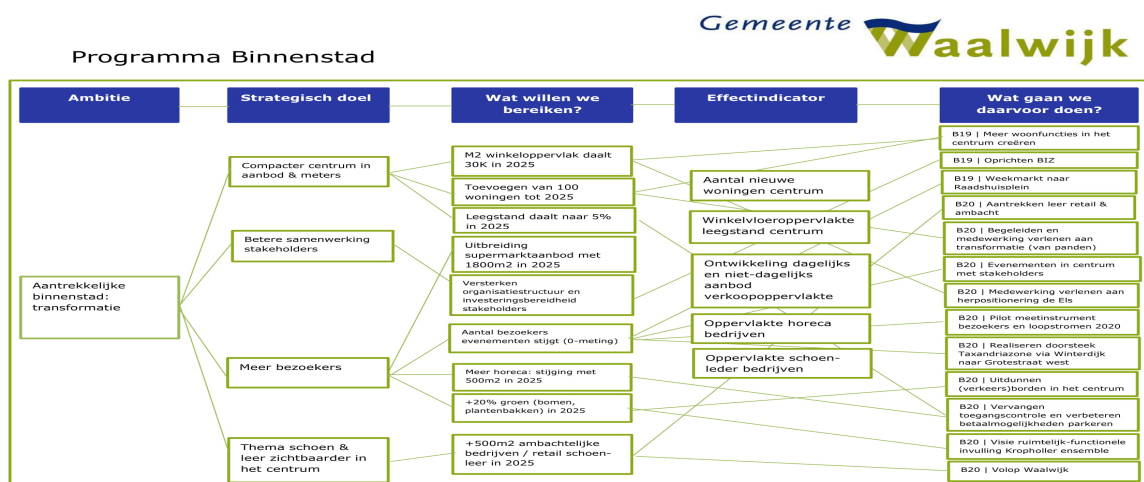 Gemeente
Waalwijk
Programma Binnenstad
Ambitie
Strategisch doel
Wat willen we
bereiken?
Effectindicator
Wat gaan we
daarvoor doen?
Aantrekkelijke
binnenstad:
transformatie
Compacter centrum in
aanbod & meters
Betere samenwerking
stakeholders
Meer bezoekers
Thema schoen &
leer zichtbaarder in
het centrum
M2 winkeloppervlak daalt
30K in 2025
Toevoegen van 100
woningen tot 2025
Leegstand daalt naar 5%
in 2025
Uitbreiding
supermarktaanbod met
1800m2 in 2025
Versterken
organisatiestructuur en
investeringsbereidheid
stakeholders
Aantal bezoekers
evenementen stijgt (0-meting)
Meer horeca: stijging met
500m2 in 2025
+20% groen (bomen,
plantenbakken) in 2025
+500m2 ambachtelijke
bedrijven / retail schoen-
leer in 2025
Aantal nieuwe
woningen centrum
Winkelvloeroppervlakte
leegstand centrum
Ontwikkeling dagelijks
en niet-dagelijks
aanbod
verkoopoppervlakte
Oppervlakte horeca
bedrijven
Oppervlakte schoen-
leder bedrijven
B19 | Meer woonfuncties in het
centrum creëren
B19 | Oprichten BIZ
B19 | Weekmarkt naar
Raadshuisplein
B20 | Aantrekken leer retail &
ambacht
B20 | Begeleiden en
medewerking verlenen aan
transformatie (van panden)
B20 | Evenementen in centrum
met stakeholders
B20 | Medewerking verlenen aan
herpositionering de Els
B20 | Pilot meetinstrument
bezoekers en loopstromen 2020
B20 | Realiseren doorsteek
Taxandriazone via Winterdijk
naar Grotestraat west
B20 | Uitdunnen
(verkeers)borden in het centrum
B20 | Vervangen
toegangscontrole en verbeteren
betaalmogelijkheden parkeren
B20 | Visie ruimtelijk-functionele
invulling Kropholler ensemble
B20 | Volop Waalwijk